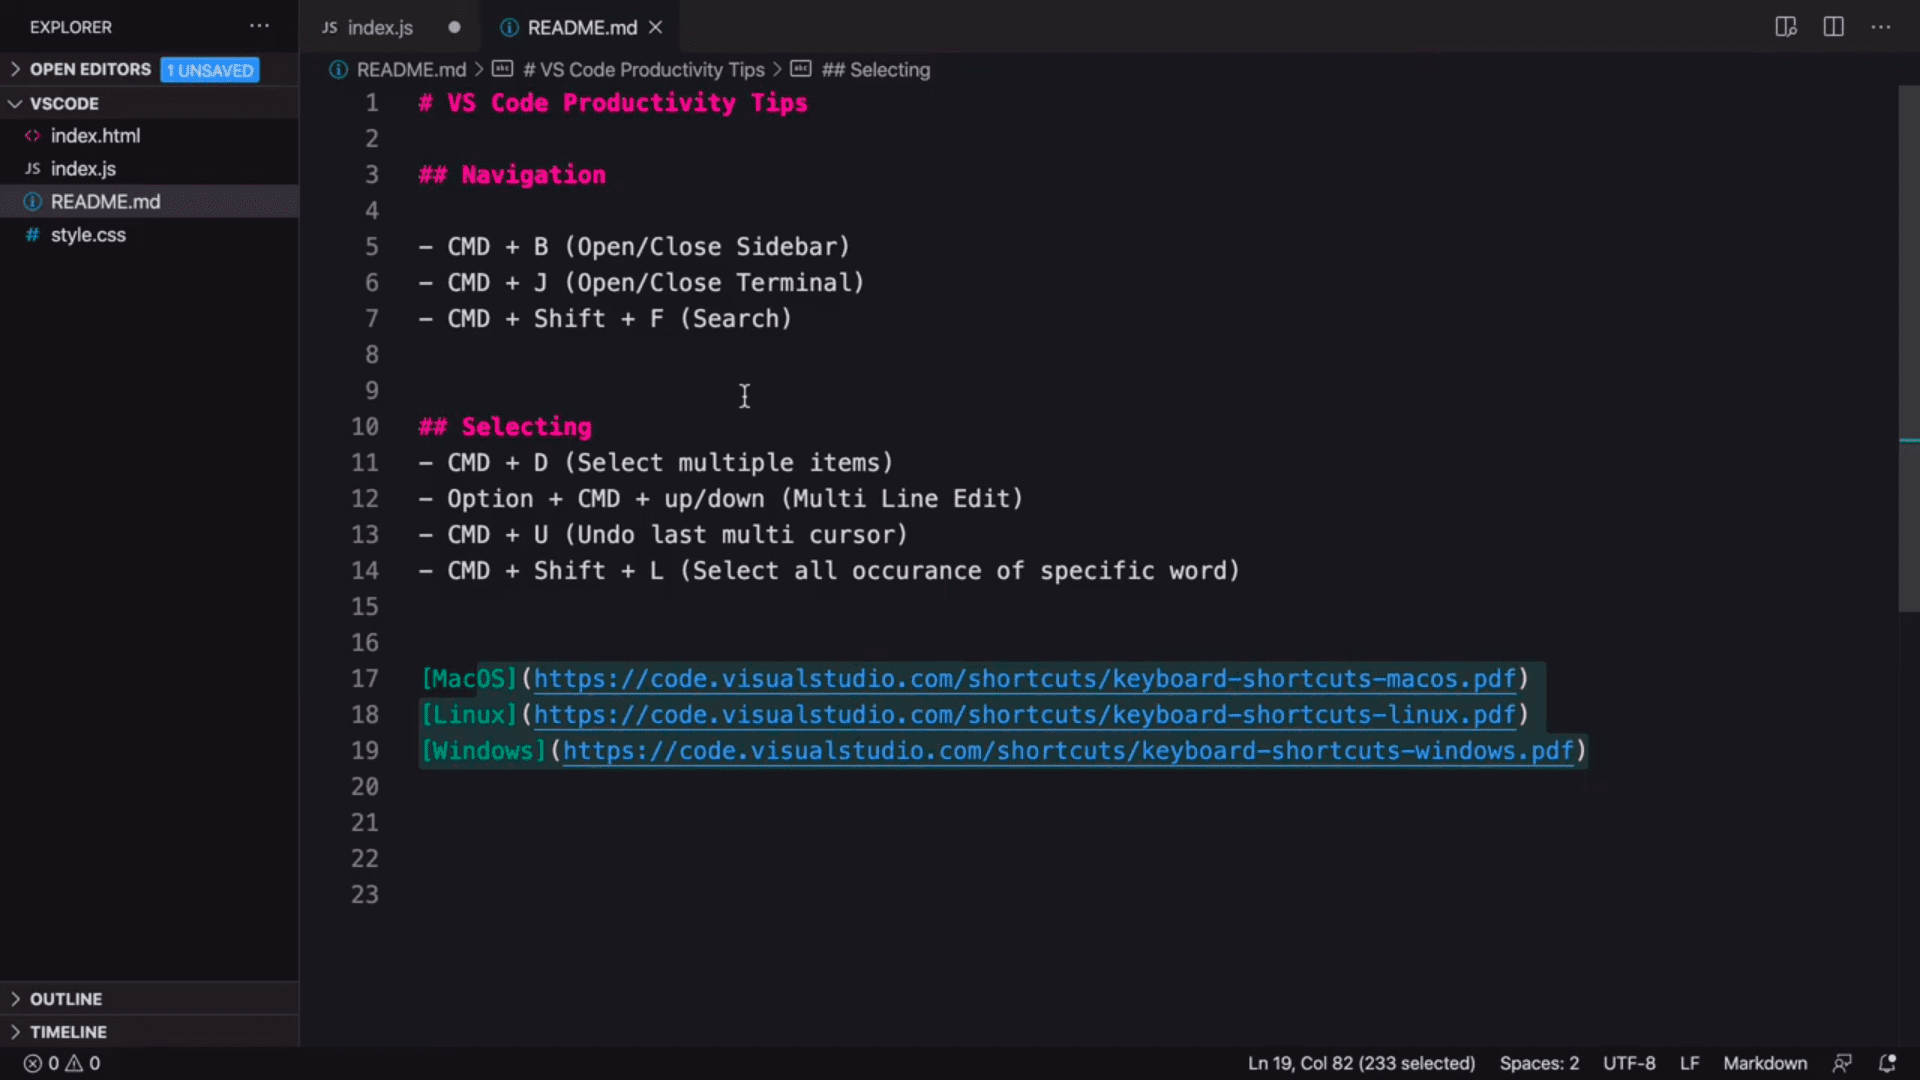 EXPLORER
OPEN EDITORS 1 UNSAVED
VSCODE
index.html
JS index.js
README.md
# style.css
OUTLINE
TIMELINE
JS index.js
README.md
README.md > # VS Code Productivity Tips > ## Selecting
1 # VS Code Productivity Tips
2
3 ## Navigation
4
5 - CMD + B (Open/Close Sidebar)
6 - CMD + J (Open/Close Terminal)
7 - CMD + Shift + F (Search)
8
9
10 ## Selecting
11 - CMD + D (Select multiple items)
12 - Option + CMD + up/down (Multi Line Edit)
13 - CMD + U (Undo last multi cursor)
14 - CMD + Shift + L (Select all occurance of specific word)
15
16
17 [MacOS](https://code.visualstudio.com/shortcuts/keyboard-shortcuts-macos.pdf)
18 [Linux](https://code.visualstudio.com/shortcuts/keyboard-shortcuts-linux.pdf)
19 [Windows](https://code.visualstudio.com/shortcuts/keyboard-shortcuts-windows.pdf)
20
21
22
23
0 0
Ln 19, Col 82 (233 selected) Spaces: 2 UTF-8 LF Markdown